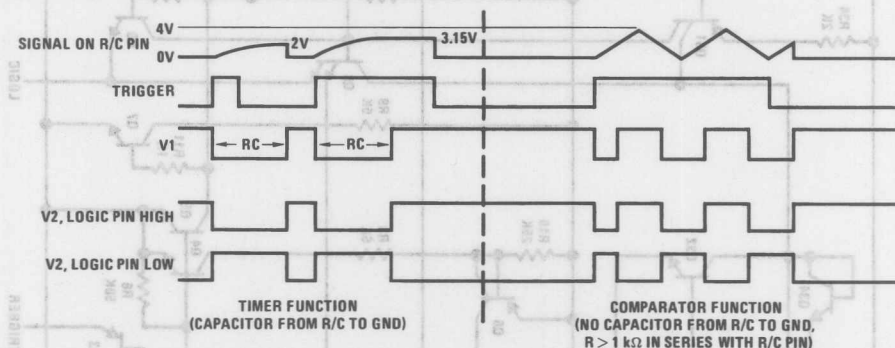 4V
SIGNAL ON R/C PIN
0V
2V
3.15V
TRIGGER
V1
RC
RC
V2, LOGIC PIN HIGH
V2, LOGIC PIN LOW
TIMER FUNCTION
(CAPACITOR FROM R/C TO GND)
COMPARATOR FUNCTION
(NO CAPACITOR FROM R/C TO GND,
R > 1 kΩ IN SERIES WITH R/C PIN)